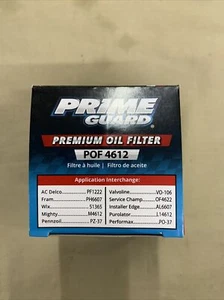 PRIME
GUARD®
PREMIUM OIL FILTER
POF 4612
Filtre à huile / Filtro de aceite
Application Interchange:
AC Delco PF1222 Valvoline VO-106
Fram PH6607 Service Champ OF4622
Wix 51365 Installer Edge AL6607
Mighty M4612 Purolator L14612
Pennzoil PZ-37 Performax PO-37